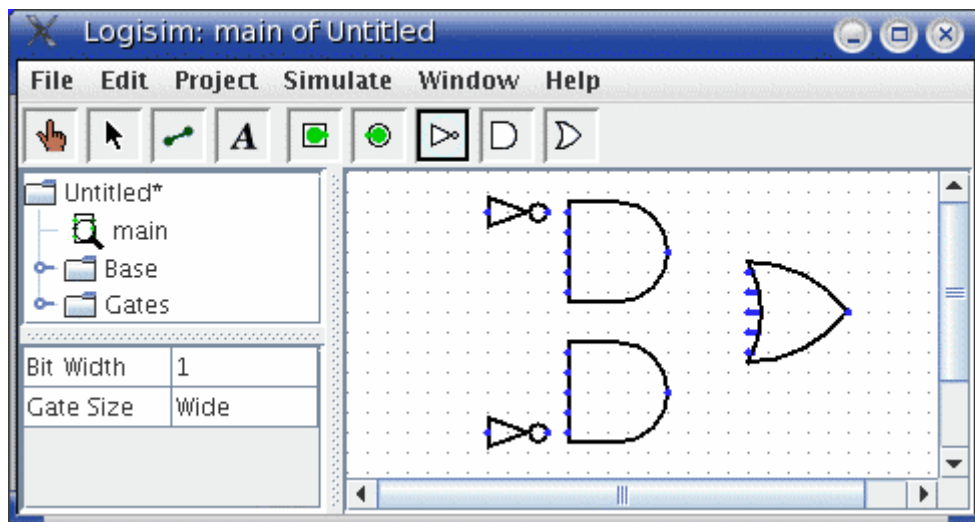 Logisim: main of Untitled
File Edit Project Simulate Window Help
A
Untitled*
main
Base
Gates
Bit Width 1
Gate Size Wide